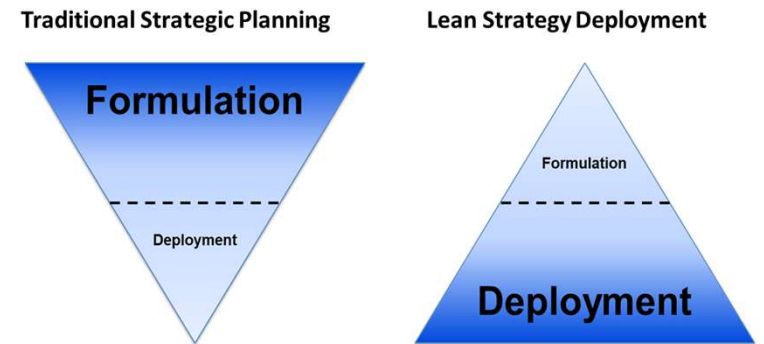 Traditional Strategic Planning
Formulation
Deployment
Lean Strategy Deployment
Formulation
Deployment